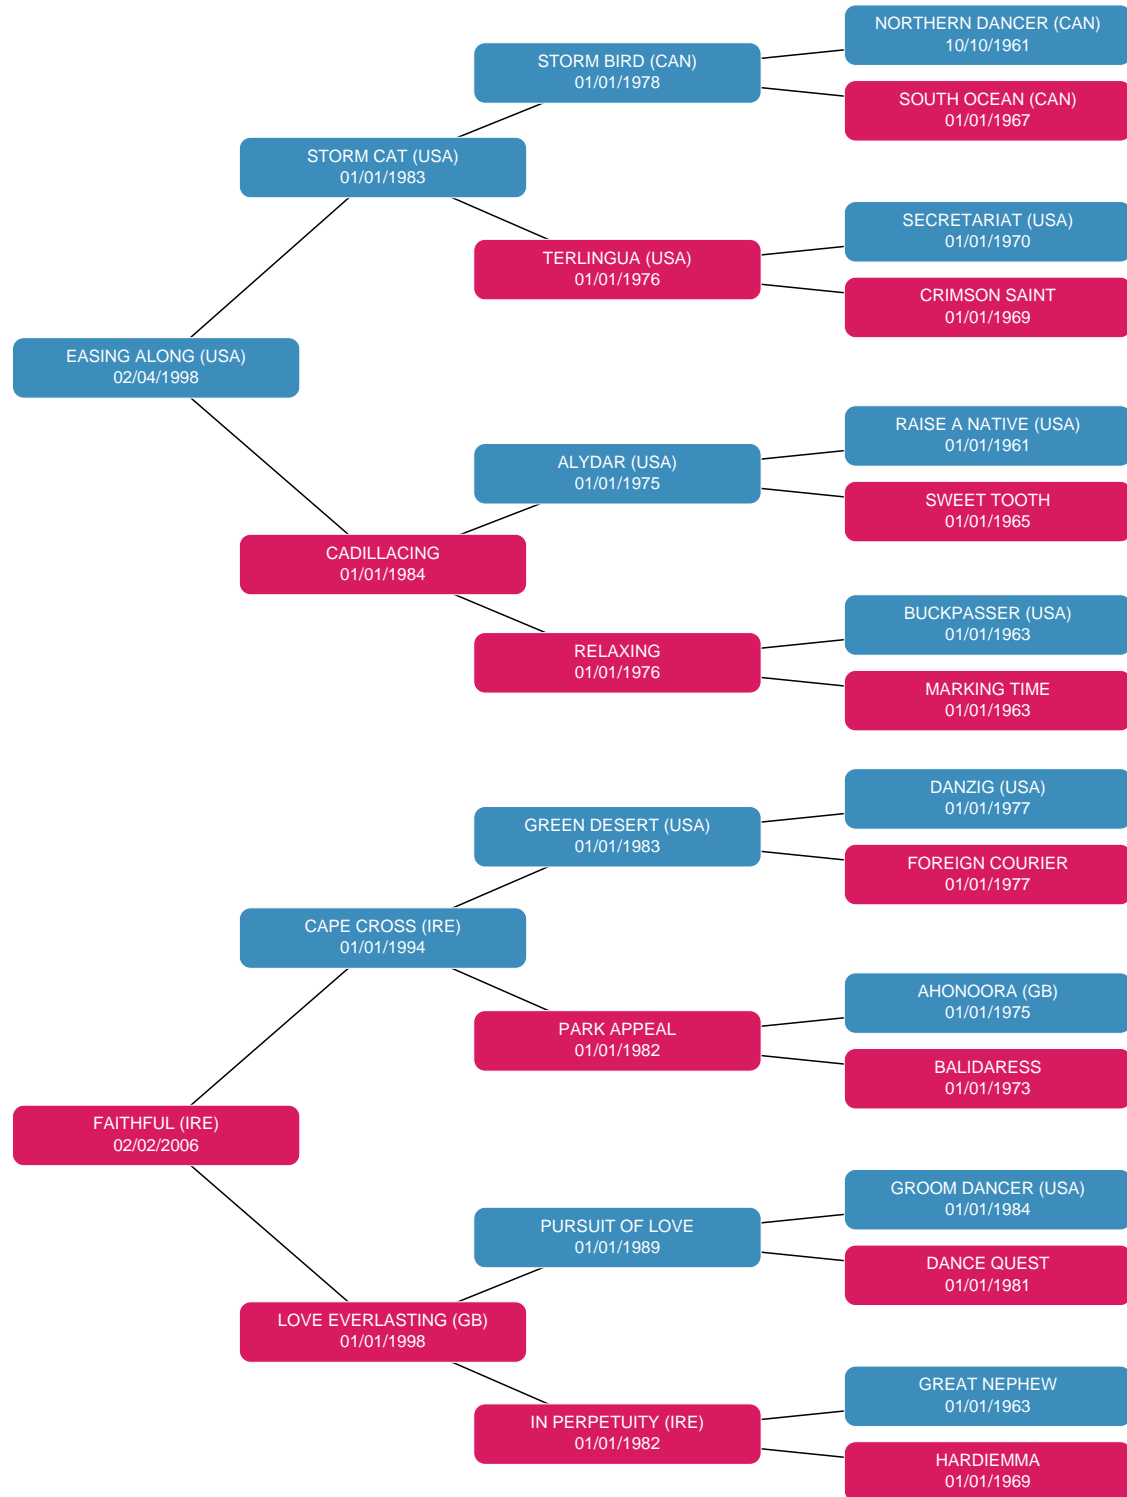 NORTHERN DANCER (CAN)
10/10/1961
STORM BIRD (CAN)
01/01/1978
SOUTH OCEAN (CAN)
01/01/1967
STORM CAT (USA)
01/01/1983
SECRETARIAT (USA)
01/01/1970
TERLINGUA (USA)
01/01/1976
CRIMSON SAINT
01/01/1969
EASING ALONG (USA)
02/04/1998
RAISE A NATIVE (USA)
01/01/1961
ALYDAR (USA)
01/01/1975
SWEET TOOTH
01/01/1965
CADILLACING
01/01/1984
BUCKPASSER (USA)
01/01/1963
RELAXING
01/01/1976
MARKING TIME
01/01/1963
DANZIG (USA)
01/01/1977
GREEN DESERT (USA)
01/01/1983
FOREIGN COURIER
01/01/1977
CAPE CROSS (IRE)
01/01/1994
AHONOORA (GB)
01/01/1975
PARK APPEAL
01/01/1982
BALIDARESS
01/01/1973
FAITHFUL (IRE)
02/02/2006
GROOM DANCER (USA)
01/01/1984
PURSUIT OF LOVE
01/01/1989
DANCE QUEST
01/01/1981
LOVE EVERLASTING (GB)
01/01/1998
GREAT NEPHEW
01/01/1963
IN PERPETUITY (IRE)
01/01/1982
HARDIEMMA
01/01/1969